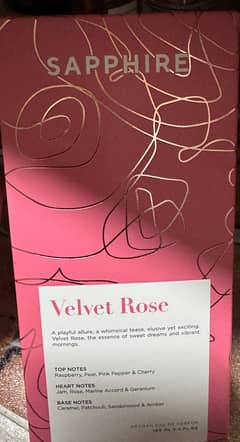 SAPPHIRE
Velvet Rose
A playful allure, a whimsical tease, elusive yet exciting.
Velvet Rose, the essence of sweet dreams and vibrant
mornings.
TOP NOTES
Raspberry, Pear, Pink Pepper & Cherry
HEART NOTES
Jam, Rose, Marine Accord & Geranium
BASE NOTES
Caramel, Patchouli, Sandalwood & Amber